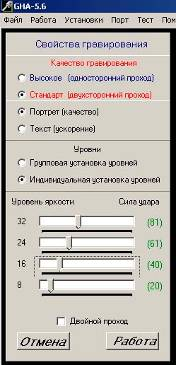 GHA-5.6
Файл Работа Установки Порт Тест
Свойства гравирования
Качество гравирования
Высокое (односторонний проход)
Стандарт (двухсторонний проход)
Портрет (качество)
Текст (ускорение)
Уровни
Групповая установка уровней
Индивидуальная установка уровней
Уровень яркости Сила удара
32 (81)
24 (61)
16 (40)
8 (20)
Двойной проход
Отмена Работа